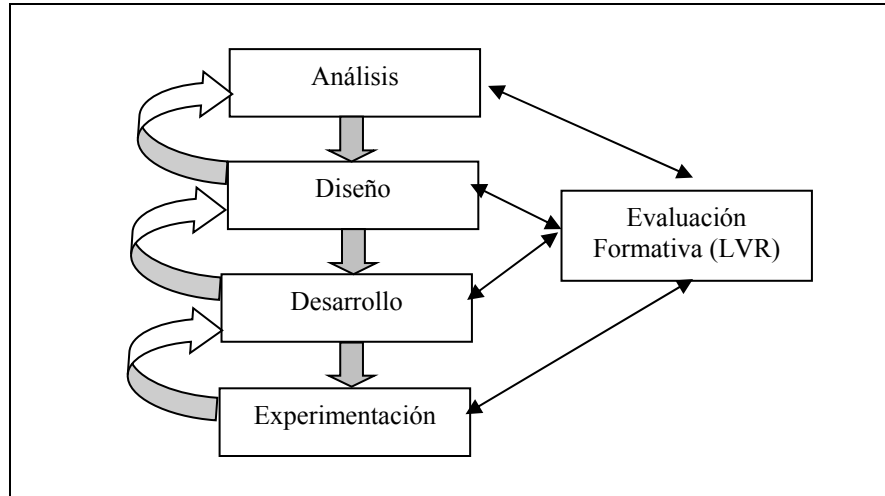 Análisis
Diseño
Evaluación
Formativa (LVR)
Desarrollo
Experimentación